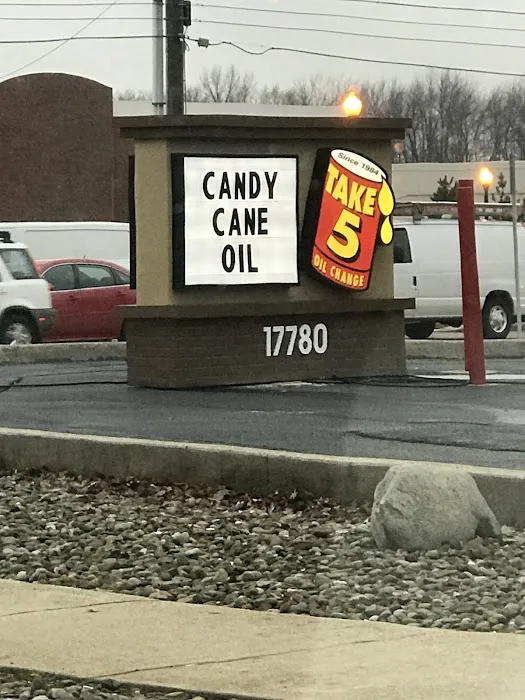 CANDY
CANE
OIL
Since 1984
TAKE
5
OIL CHANGE
17780